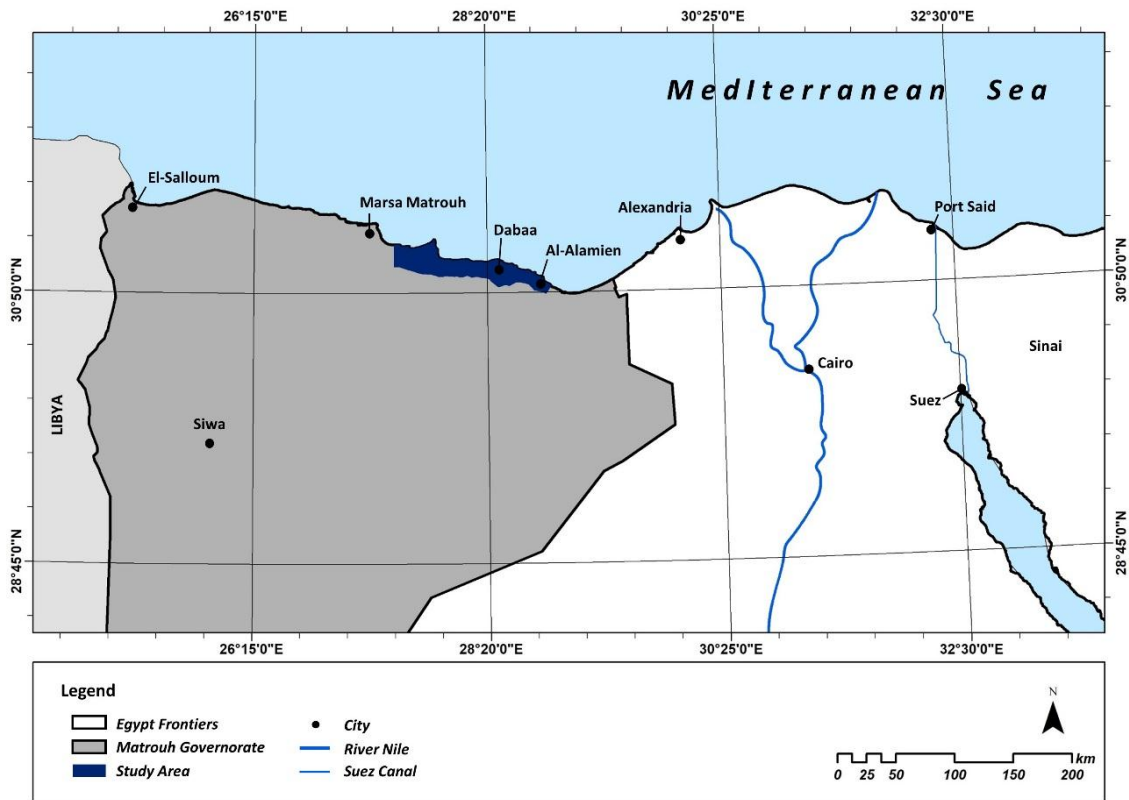 26°15'0"E 28°20'0"E 30°25'0"E 32°30'0"E
MedIterranean Sea
El-Salloum
Marsa Matrouh
Alexandria
Port Said
Dabaa
Al-Alamien
30°50'0"N
30°50'0"N
Sinai
Cairo
Suez
LIBYA
Siwa
28°45'0"N
28°45'0"N
26°15'0"E 28°20'0"E 30°25'0"E 32°30'0"E
Legend
Egypt Frontiers
Matrouh Governorate
Study Area
City
River Nile
Suez Canal
N
km
0 25 50 100 150 200